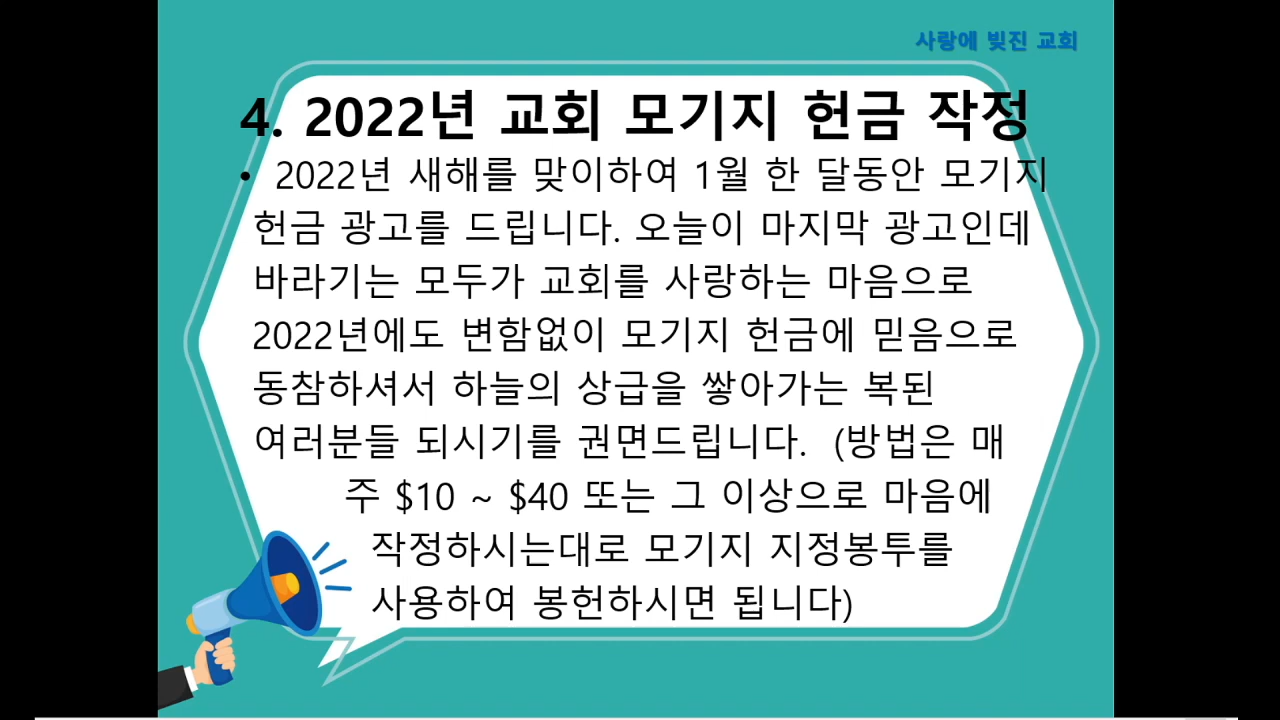 사랑에 빚진 교회
4. 2022년 교회 모기지 헌금 작정
• 2022년 새해를 맞이하여 1월 한 달동안 모기지
헌금 광고를 드립니다. 오늘이 마지막 광고인데
바라기는 모두가 교회를 사랑하는 마음으로
2022년에도 변함없이 모기지 헌금에 믿음으로
동참하셔서 하늘의 상급을 쌓아가는 복된
여러분들 되시기를 권면드립니다. (방법은 매
주 $10 ~ $40 또는 그 이상으로 마음에
작정하시는대로 모기지 지정봉투를
사용하여 봉헌하시면 됩니다)